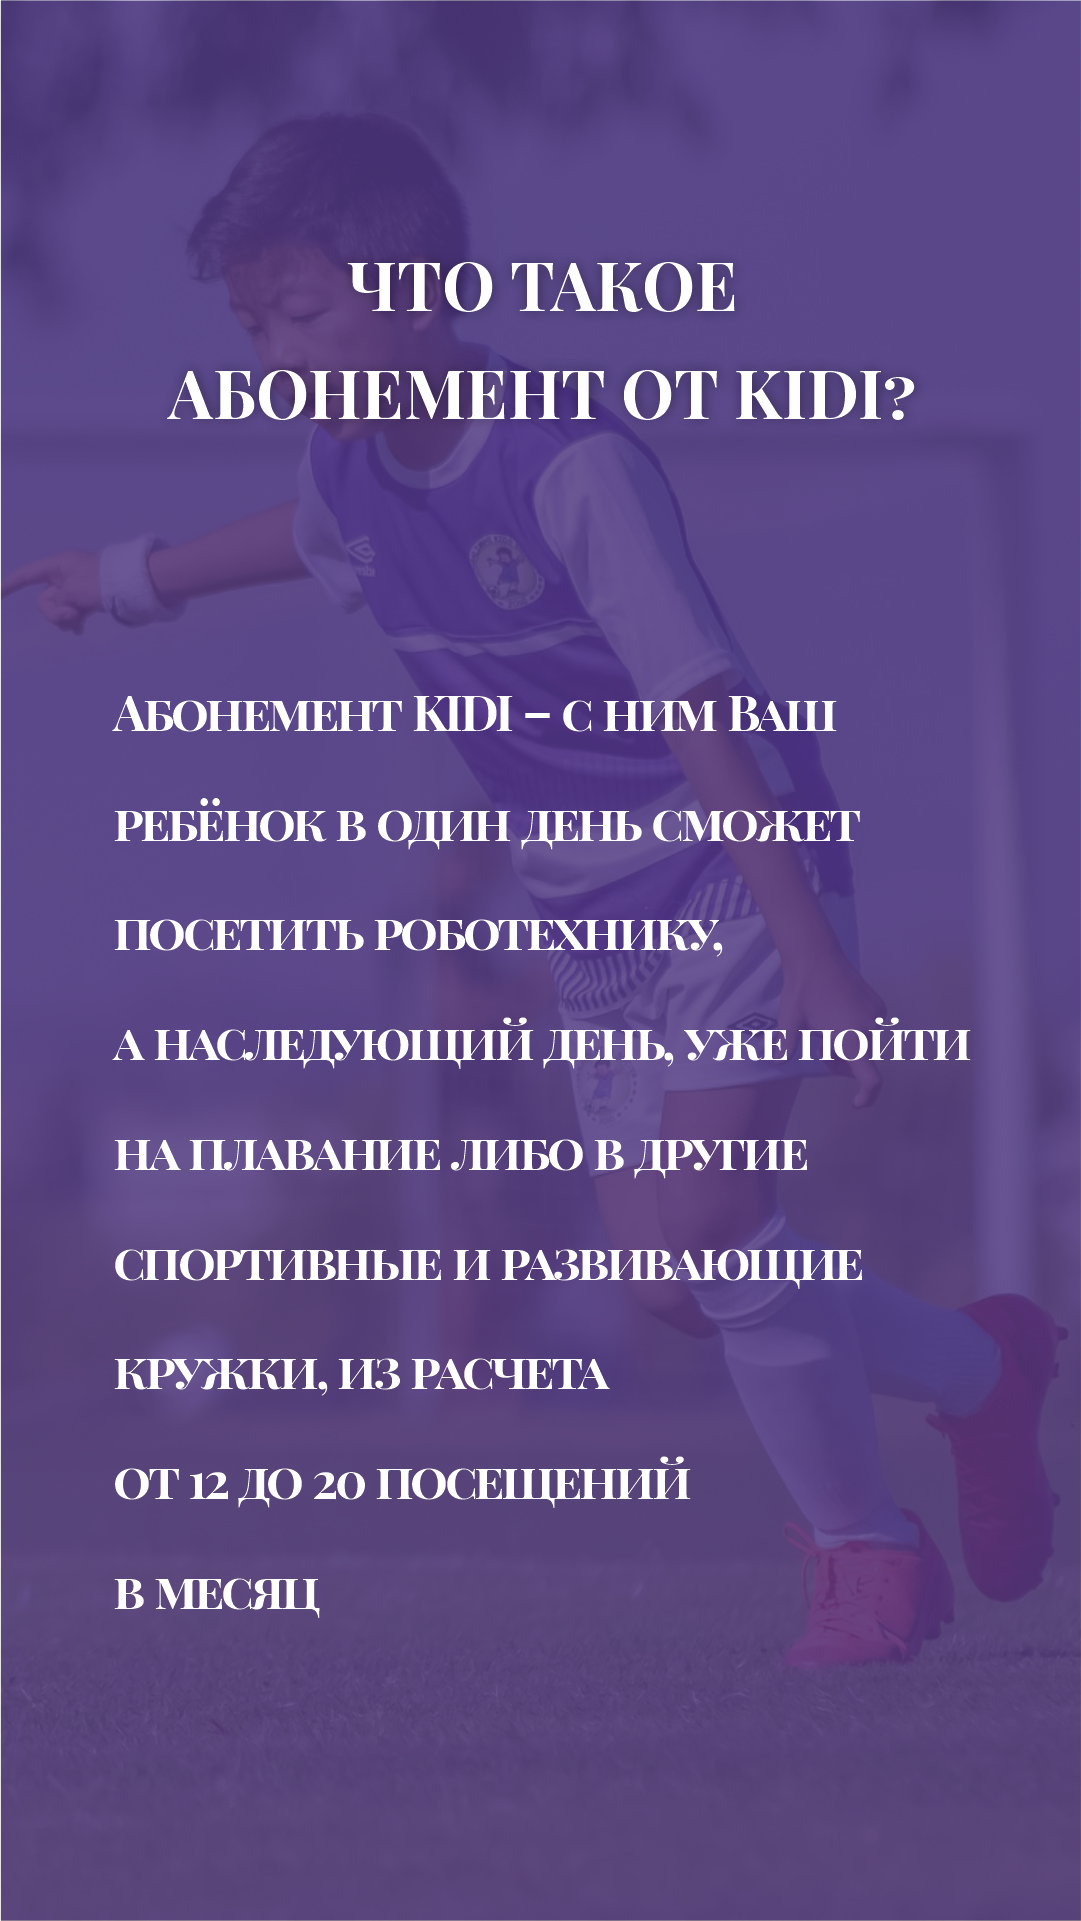 ЧТО ТАКОЕ
АБОНЕМЕНТ ОТ KIDI?
Абонемент KIDI – с ним Ваш
ребёнок в один день сможет
посетить робототехнику,
а наследующий день, уже пойти
на плавание либо в другие
спортивные и развивающие
кружки, из расчета
от 12 до 20 посещений
в месяц